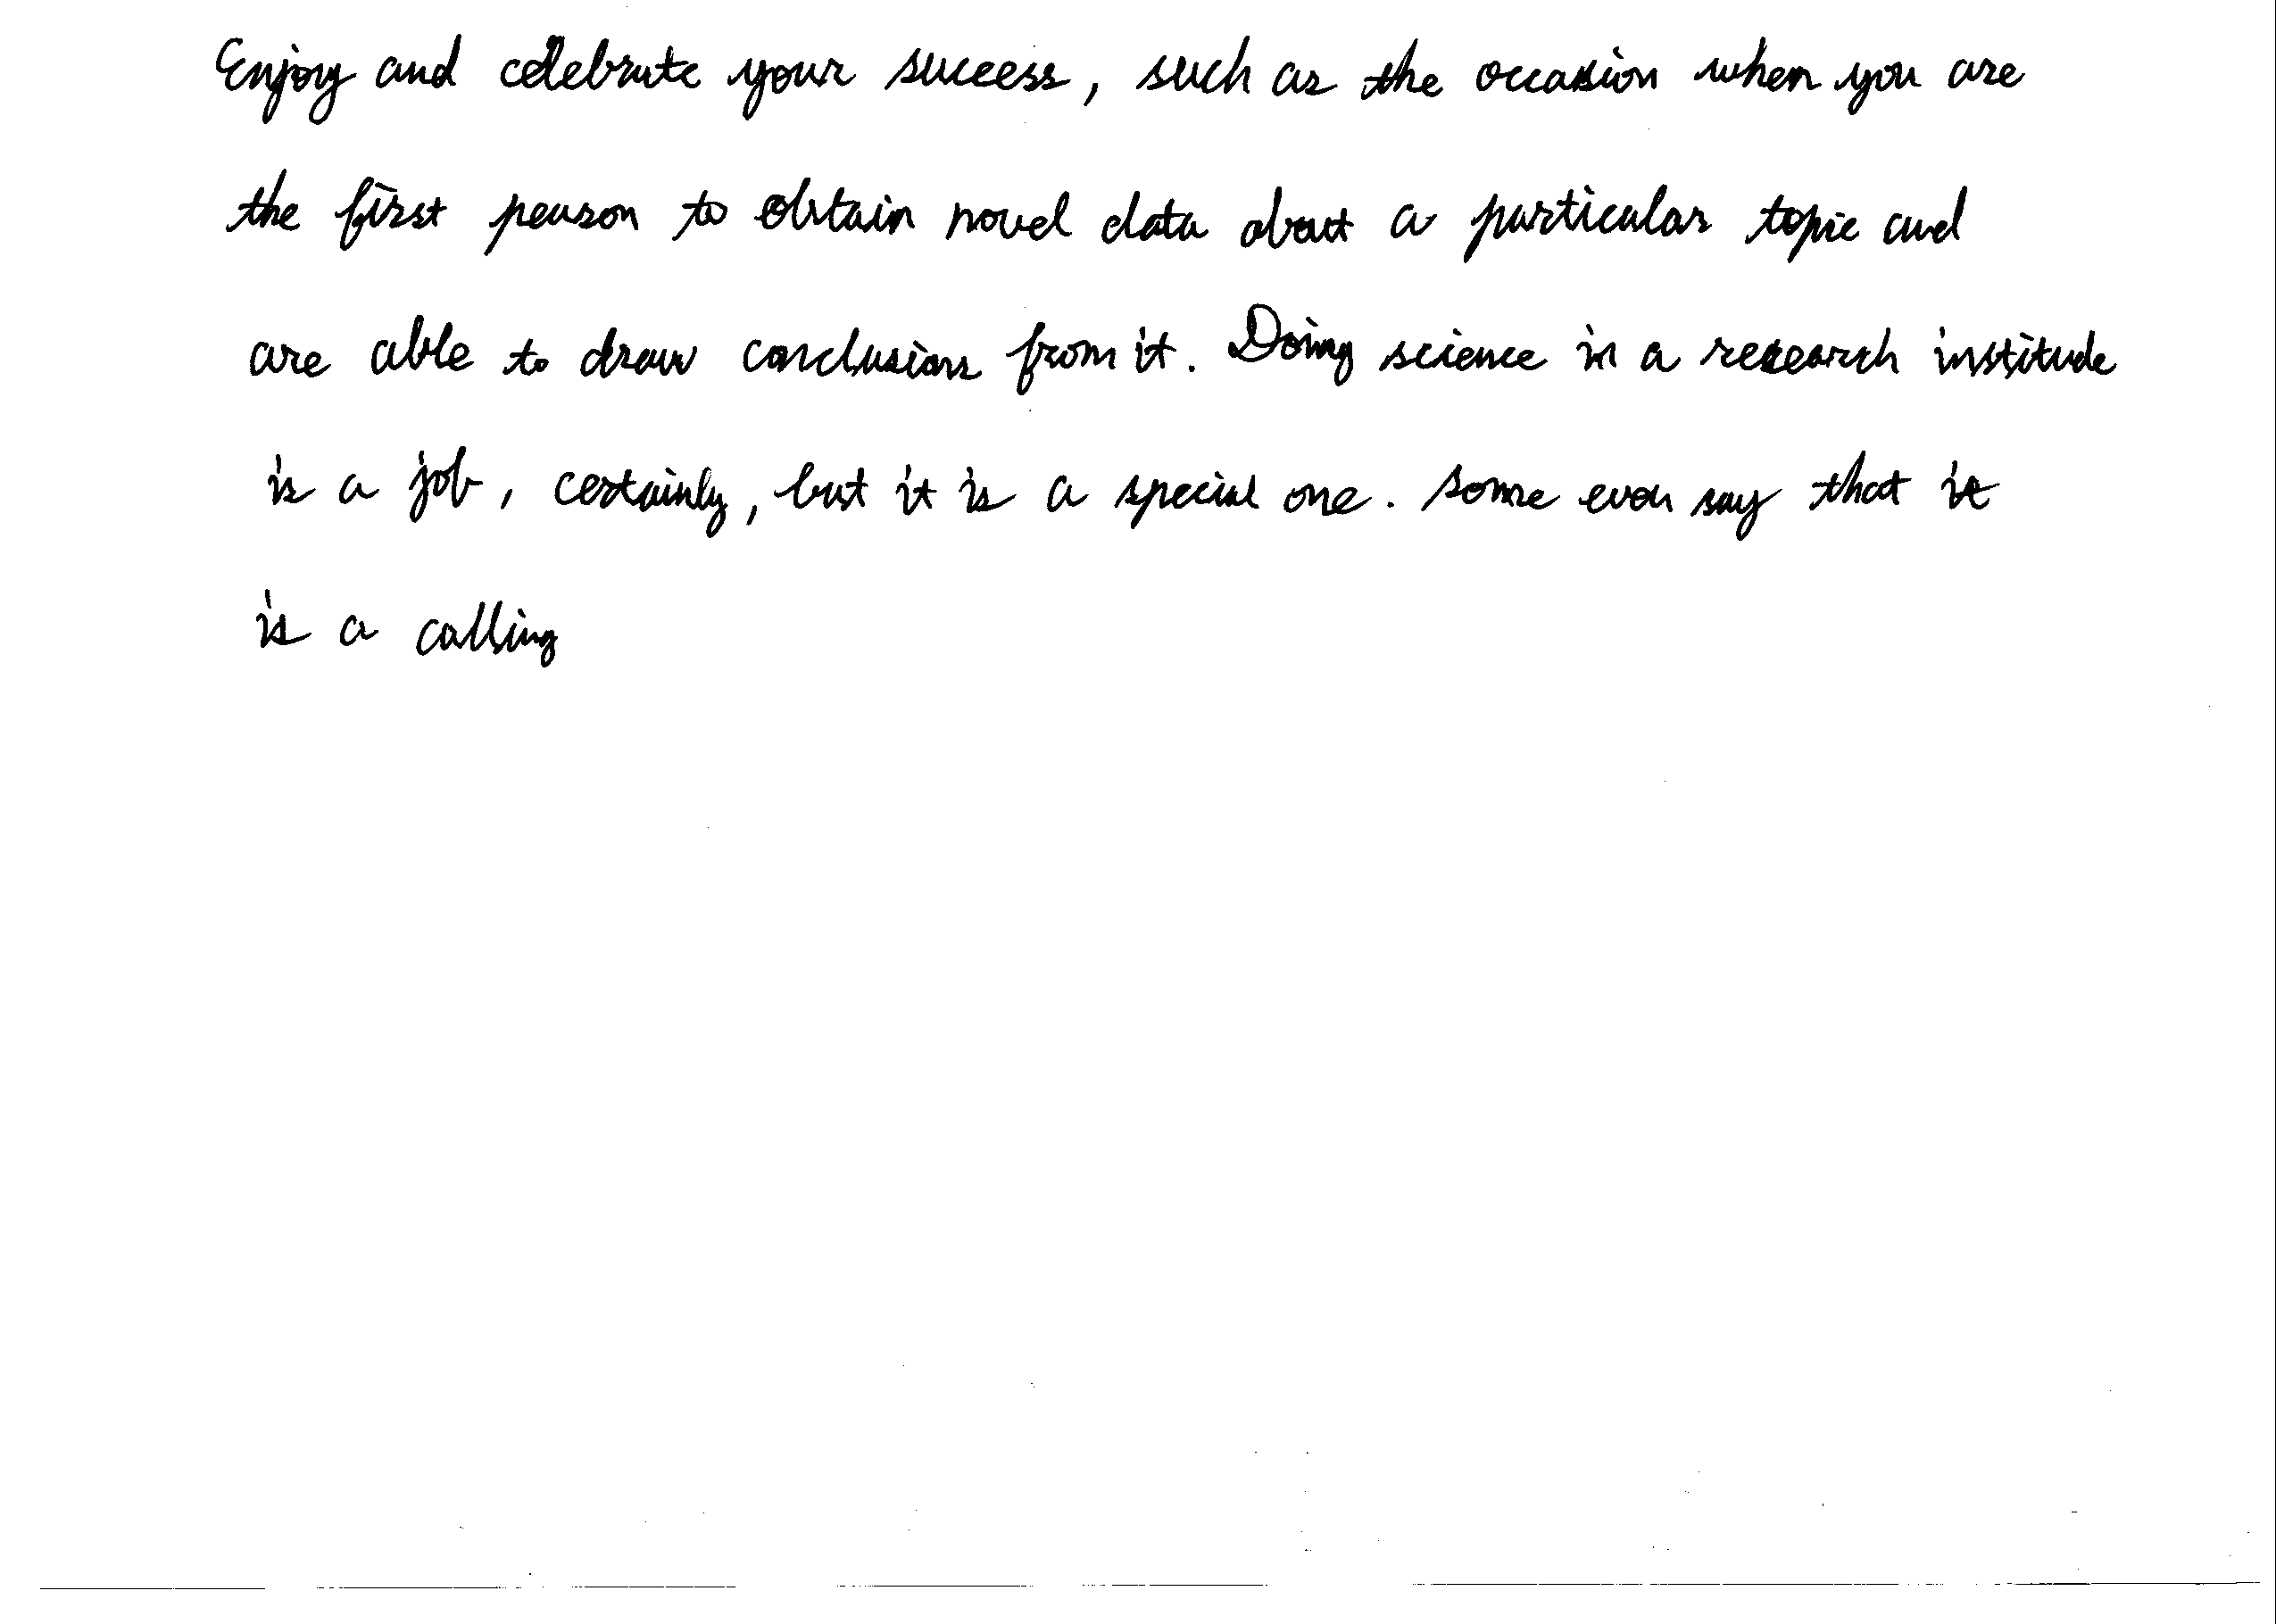 Enjoy and celebrate your success, such as the occasion when you are
the first person to obtain novel data about a particular topic and
are able to draw conclusions from it. Doing science in a research institude
is a job, certainly, but it is a special one. Some even say that it
is a calling